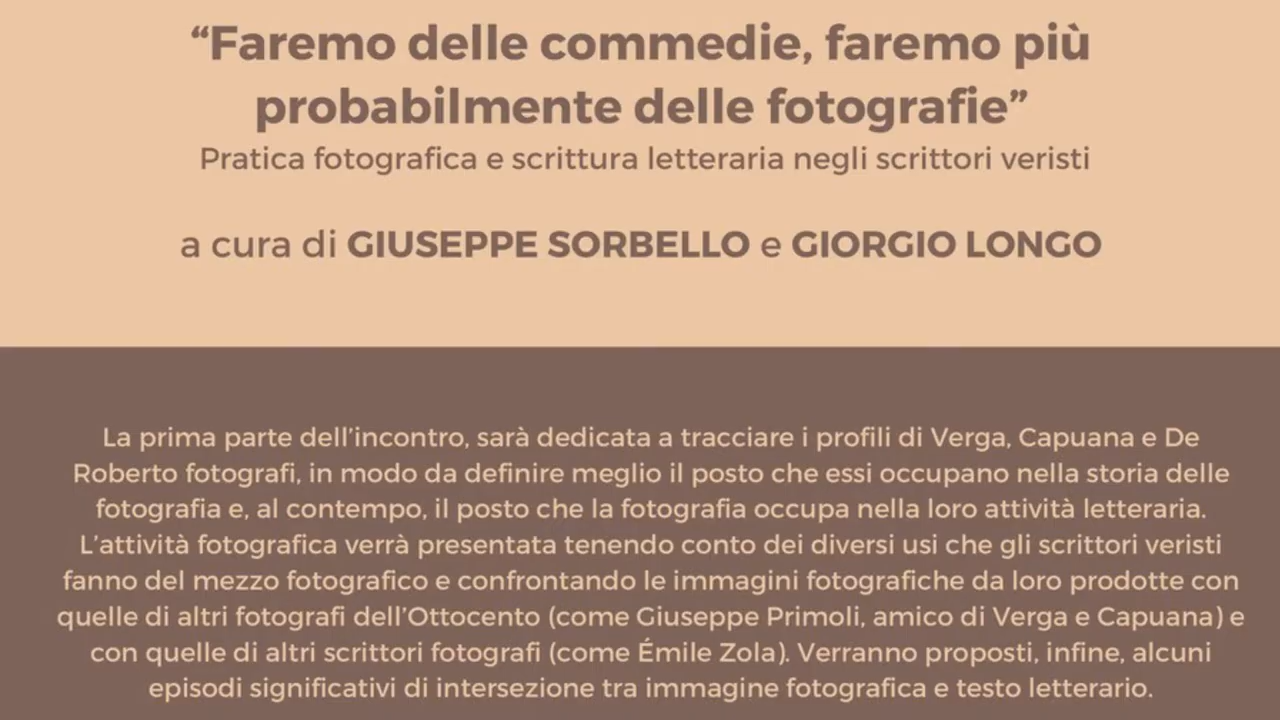 “Faremo delle commedie, faremo più
probabilmente delle fotografie”
Pratica fotografica e scrittura letteraria negli scrittori veristi
a cura di GIUSEPPE SORBELLO e GIORGIO LONGO
La prima parte dell’incontro, sarà dedicata a tracciare i profili di Verga, Capuana e De
Roberto fotografi, in modo da definire meglio il posto che essi occupano nella storia delle
fotografia e, al contempo, il posto che la fotografia occupa nella loro attività letteraria.
L’attività fotografica verrà presentata tenendo conto dei diversi usi che gli scrittori veristi
fanno del mezzo fotografico e confrontando le immagini fotografiche da loro prodotte con
quelle di altri fotografi dell’Ottocento (come Giuseppe Primoli, amico di Verga e Capuana) e
con quelle di altri scrittori fotografi (come Émile Zola). Verranno proposti, infine, alcuni
episodi significativi di intersezione tra immagine fotografica e testo letterario.